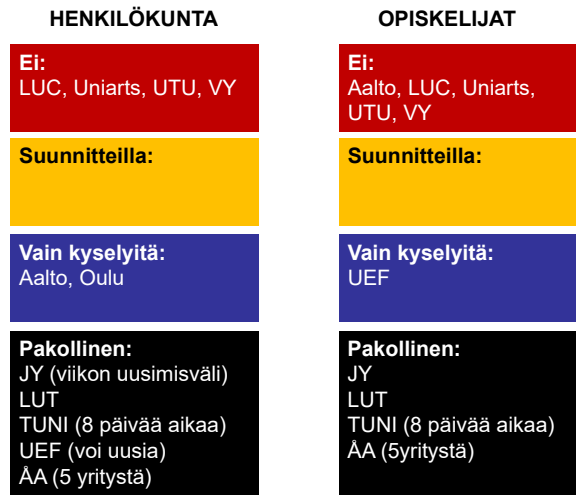 HENKILÖKUNTA
Ei:
LUC, Uniarts, UTU, VY
Suunnitteilla:
Vain kyselyitä:
Aalto, Oulu
Pakollinen:
JY (viikon uusimisväli)
LUT
TUNI (8 päivää aikaa)
UEF (voi uusia)
ÅA (5 yritystä)
OPISKELIJAT
Ei:
Aalto, LUC, Uniarts,
UTU, VY
Suunnitteilla:
Vain kyselyitä:
UEF
Pakollinen:
JY
LUT
TUNI (8 päivää aikaa)
ÅA (5yritystä)